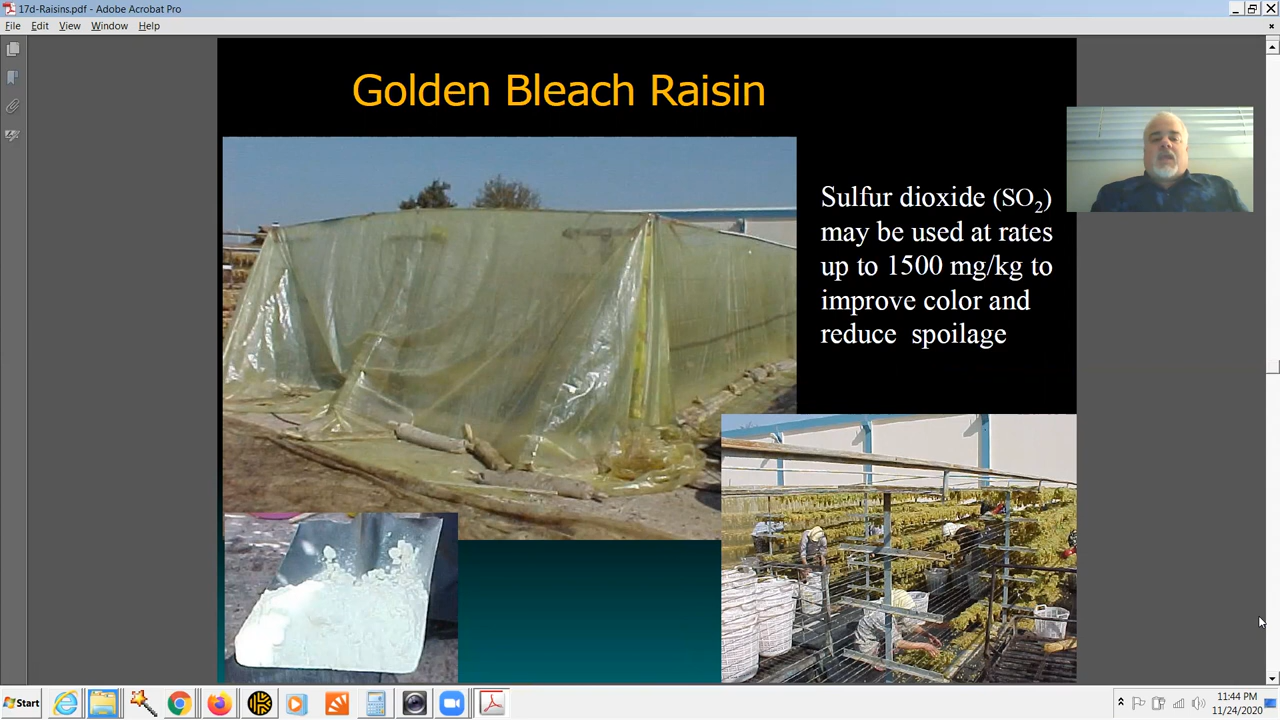 17d-Raisins.pdf - Adobe Acrobat Pro
File Edit View Window Help
Golden Bleach Raisin
Sulfur dioxide (SO₂)
may be used at rates
up to 1500 mg/kg to
improve color and
reduce spoilage
Start
11:44 PM
11/24/2020